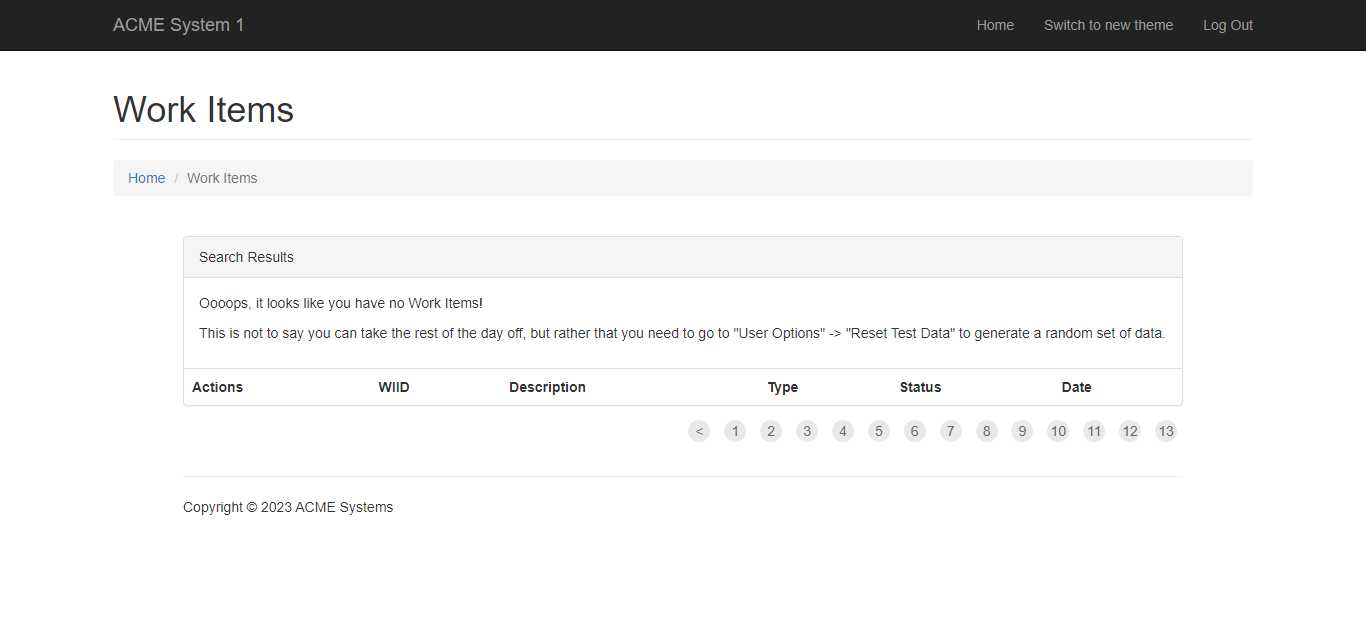 ACME System 1 Home Switch to new theme Log Out
Work Items
Home / Work Items
Search Results
Oooops, it looks like you have no Work Items!
This is not to say you can take the rest of the day off, but rather that you need to go to "User Options" -> "Reset Test Data" to generate a random set of data.
Actions WIID Description Type Status Date
< 1 2 3 4 5 6 7 8 9 10 11 12 13
Copyright © 2023 ACME Systems